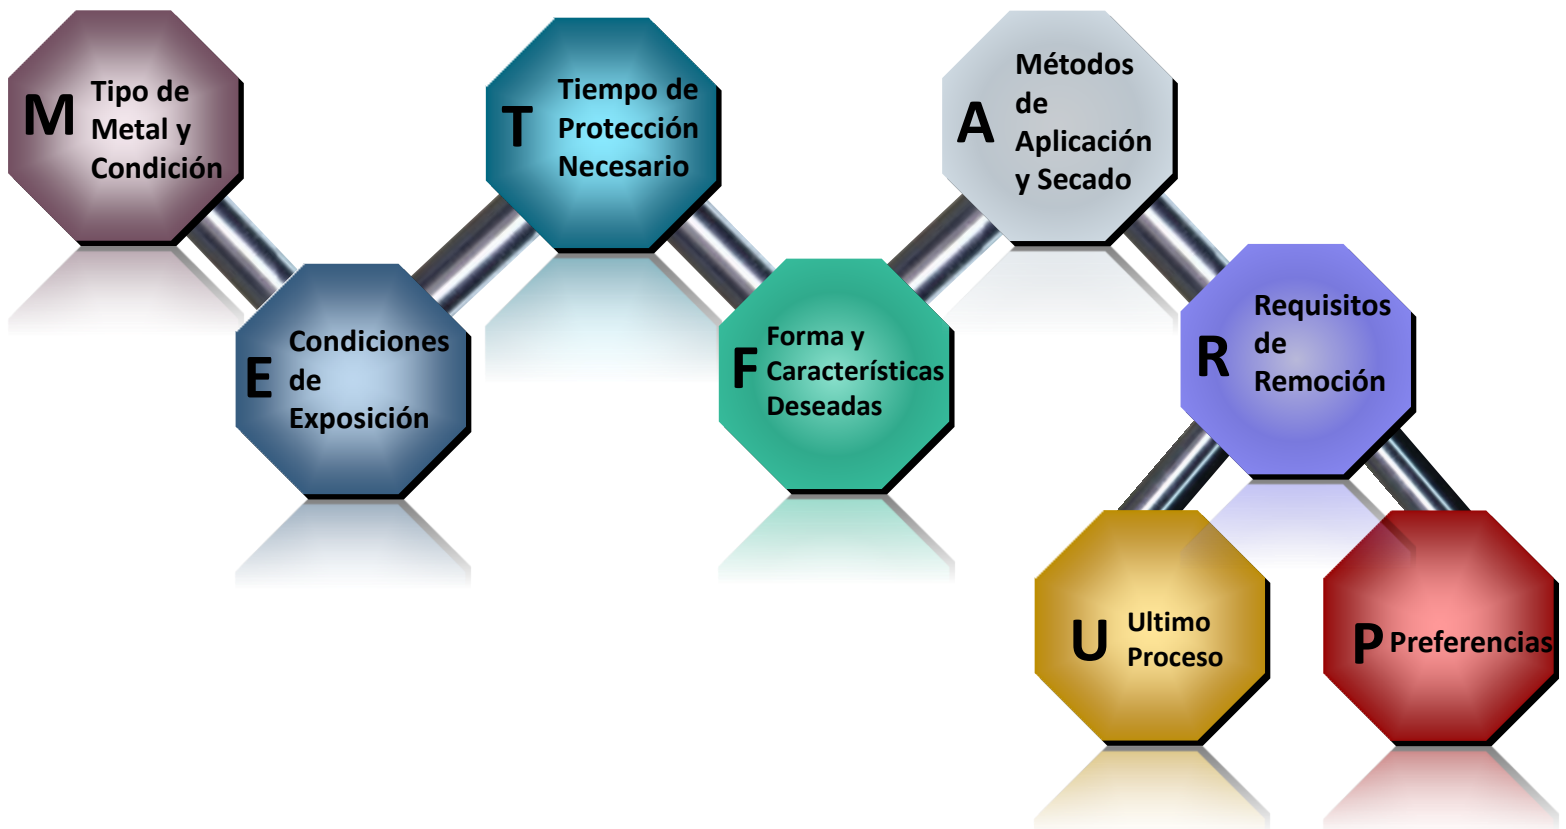 M
Tipo de
Metal y
Condición
E
Condiciones
de
Exposición
T
Tiempo de
Protección
Necesario
F
Forma y
Características
Deseadas
A
Métodos
de
Aplicación
y Secado
R
Requisitos
de
Remoción
U
Ultimo
Proceso
P
Preferencias